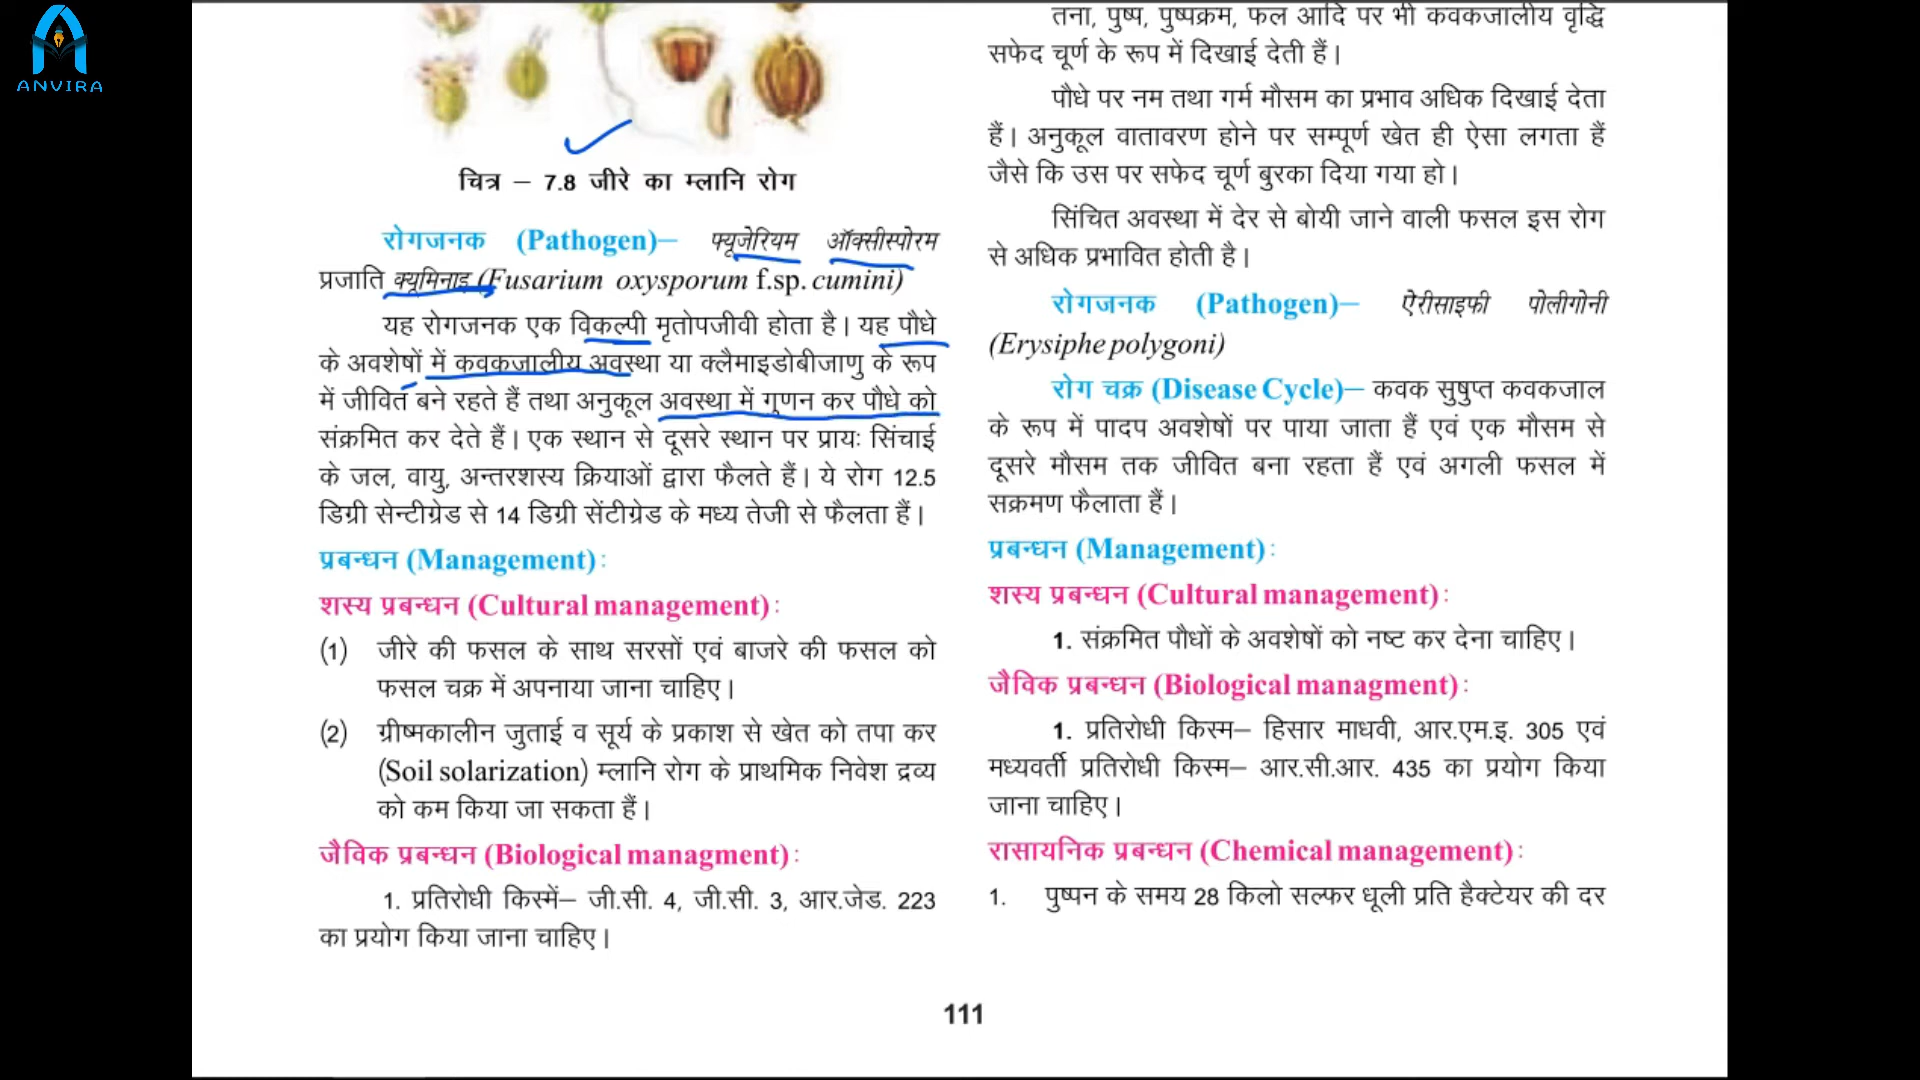 ANVIRA
चित्र – 7.8 जीरे का म्लानि रोग
रोगजनक (Pathogen)– फ्यूजेरियम ऑक्सीस्पोरम
प्रजाति क्यूमिनाइ (Fusarium oxysporum f.sp. cumini)
यह रोगजनक एक विकल्पी मृतोपजीवी होता है। यह पौधे
के अवशेषों में कवकजालीय अवस्था या क्लैमाइडोबीजाणु के रूप
में जीवित बने रहते हैं तथा अनुकूल अवस्था में गुणन कर पौधे को
संक्रमित कर देते हैं। एक स्थान से दूसरे स्थान पर प्रायः सिंचाई
के जल, वायु, अन्तरशस्य क्रियाओं द्वारा फैलते हैं। ये रोग 12.5
डिग्री सेन्टीग्रेड से 14 डिग्री सेंटीग्रेड के मध्य तेजी से फैलता हैं।
प्रबन्धन (Management) :
शस्य प्रबन्धन (Cultural management) :
(1) जीरे की फसल के साथ सरसों एवं बाजरे की फसल को
फसल चक्र में अपनाया जाना चाहिए।
(2) ग्रीष्मकालीन जुताई व सूर्य के प्रकाश से खेत को तपा कर
(Soil solarization) म्लानि रोग के प्राथमिक निवेश द्रव्य
को कम किया जा सकता हैं।
जैविक प्रबन्धन (Biological managment) :
1. प्रतिरोधी किस्में– जी.सी. 4, जी.सी. 3, आर.जेड. 223
का प्रयोग किया जाना चाहिए।
तना, पुष्प, पुष्पक्रम, फल आदि पर भी कवकजालीय वृद्धि
सफेद चूर्ण के रूप में दिखाई देती हैं।
पौधे पर नम तथा गर्म मौसम का प्रभाव अधिक दिखाई देता
हैं। अनुकूल वातावरण होने पर सम्पूर्ण खेत ही ऐसा लगता हैं
जैसे कि उस पर सफेद चूर्ण बुरका दिया गया हो।
सिंचित अवस्था में देर से बोयी जाने वाली फसल इस रोग
से अधिक प्रभावित होती है।
रोगजनक (Pathogen)– ऐरीसाइफी पोलीगोनी
(Erysiphe polygoni)
रोग चक्र (Disease Cycle)– कवक सुषुप्त कवकजाल
के रूप में पादप अवशेषों पर पाया जाता हैं एवं एक मौसम से
दूसरे मौसम तक जीवित बना रहता हैं एवं अगली फसल में
सक्रमण फैलाता हैं।
प्रबन्धन (Management) :
शस्य प्रबन्धन (Cultural management) :
1. संक्रमित पौधों के अवशेषों को नष्ट कर देना चाहिए।
जैविक प्रबन्धन (Biological managment) :
1. प्रतिरोधी किस्म– हिसार माधवी, आर.एम.इ. 305 एवं
मध्यवर्ती प्रतिरोधी किस्म– आर.सी.आर. 435 का प्रयोग किया
जाना चाहिए।
रासायनिक प्रबन्धन (Chemical management) :
1. पुष्पन के समय 28 किलो सल्फर धूली प्रति हैक्टेयर की दर
111